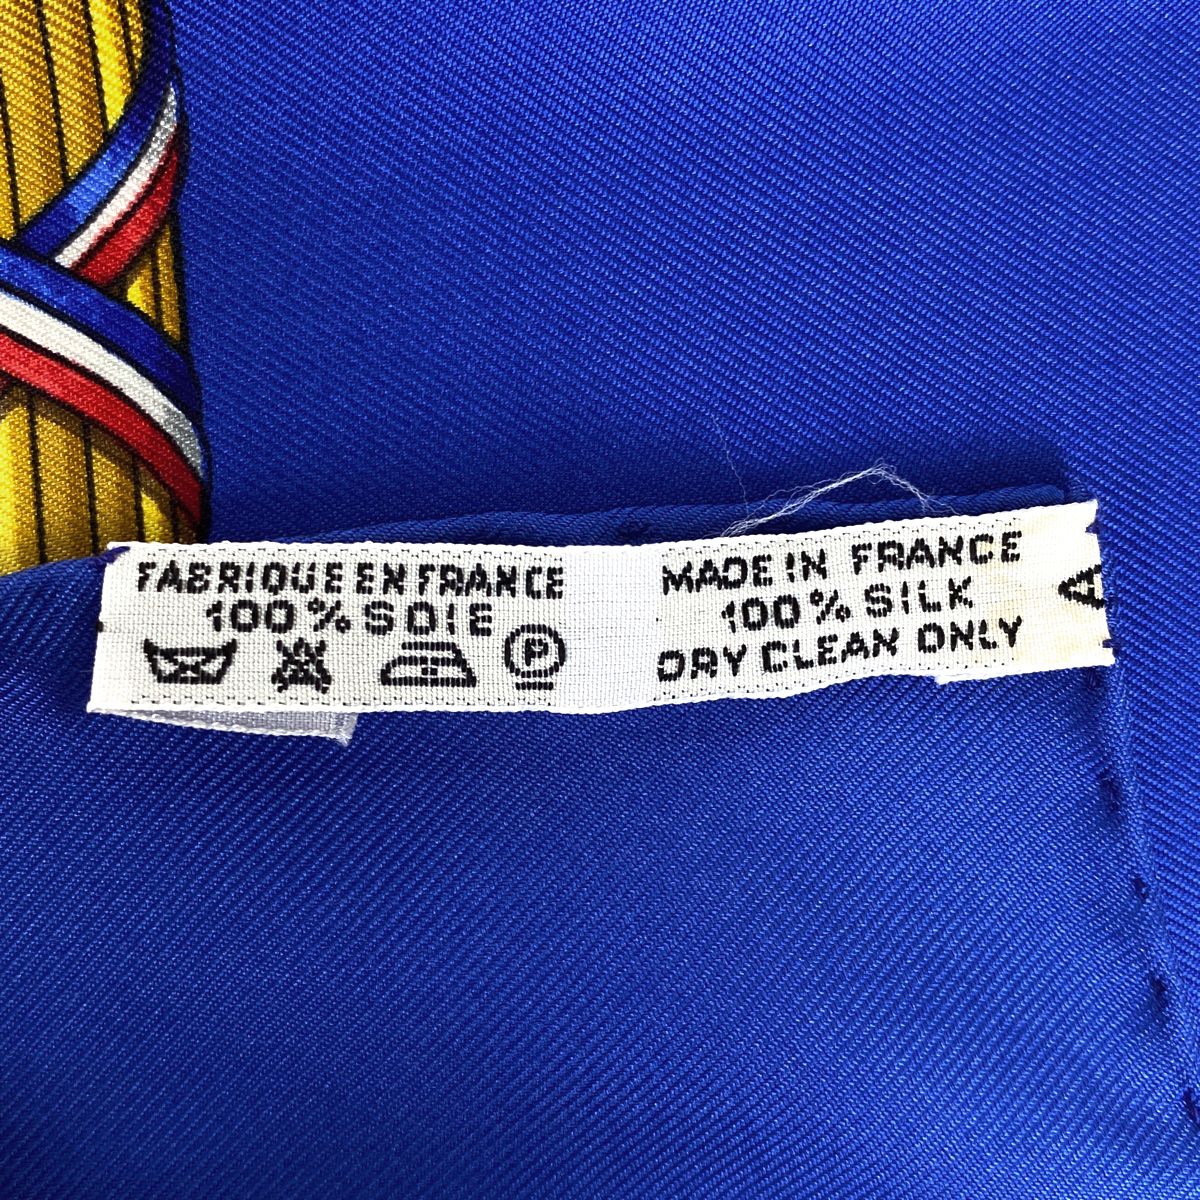 FABRIQUE EN FRANCE
100% SOIE
P
MADE IN FRANCE
100% SILK
DRY CLEAN ONLY
A